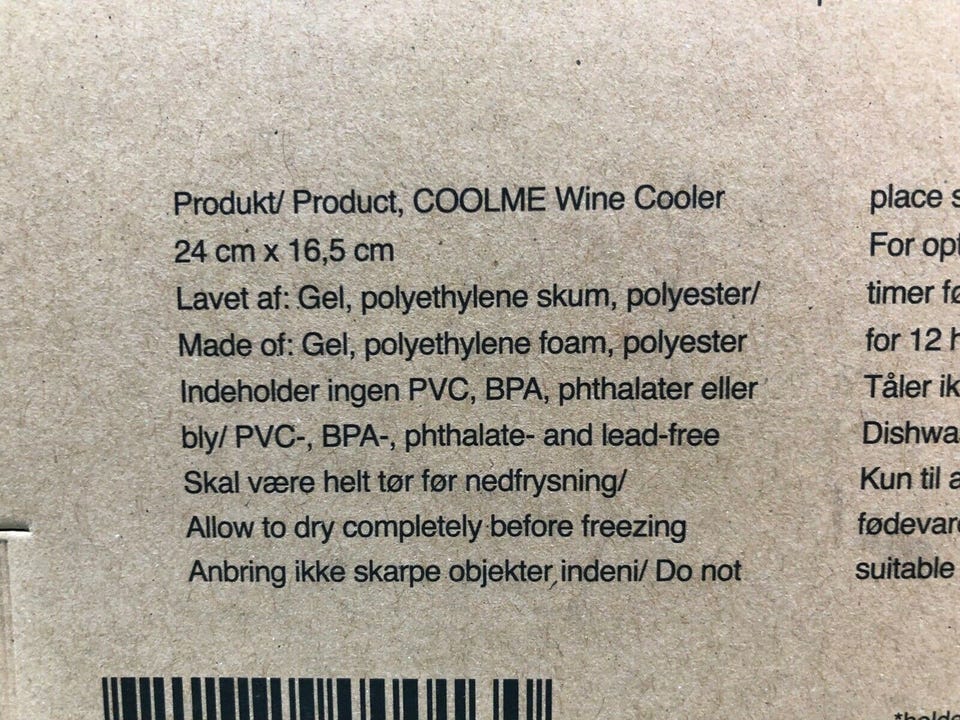 Produkt/ Product, COOLME Wine Cooler
24 cm x 16,5 cm
Lavet af: Gel, polyethylene skum, polyester/
Made of: Gel, polyethylene foam, polyester
Indeholder ingen PVC, BPA, phthalater eller
bly/ PVC-, BPA-, phthalate- and lead-free
Skal være helt tør før nedfrysning/
Allow to dry completely before freezing
Anbring ikke skarpe objekter indeni/ Do not
place
For
timer
for 12
Tåler
Kun til
suitable